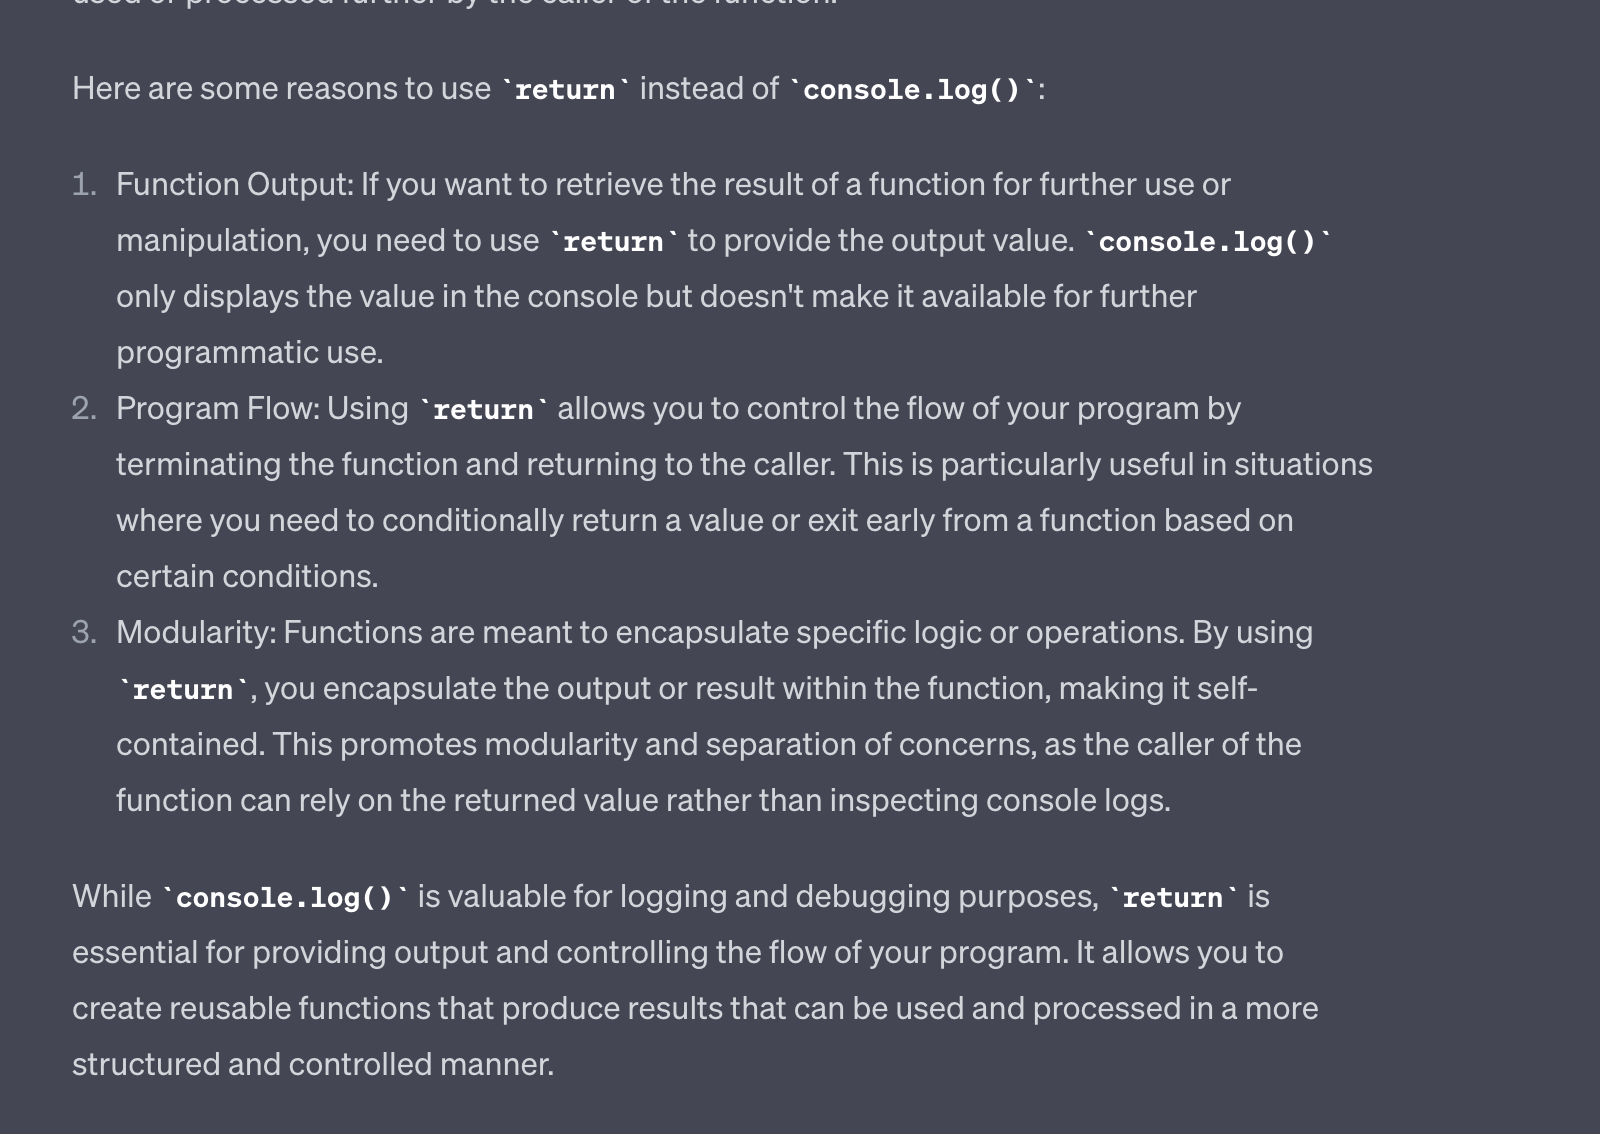 used or processed further by the caller of the function.
Here are some reasons to use `return` instead of `console.log()`:
1. Function Output: If you want to retrieve the result of a function for further use or
manipulation, you need to use `return` to provide the output value. `console.log()`
only displays the value in the console but doesn't make it available for further
programmatic use.
2. Program Flow: Using `return` allows you to control the flow of your program by
terminating the function and returning to the caller. This is particularly useful in situations
where you need to conditionally return a value or exit early from a function based on
certain conditions.
3. Modularity: Functions are meant to encapsulate specific logic or operations. By using
`return`, you encapsulate the output or result within the function, making it self-
contained. This promotes modularity and separation of concerns, as the caller of the
function can rely on the returned value rather than inspecting console logs.
While `console.log()` is valuable for logging and debugging purposes, `return` is
essential for providing output and controlling the flow of your program. It allows you to
create reusable functions that produce results that can be used and processed in a more
structured and controlled manner.